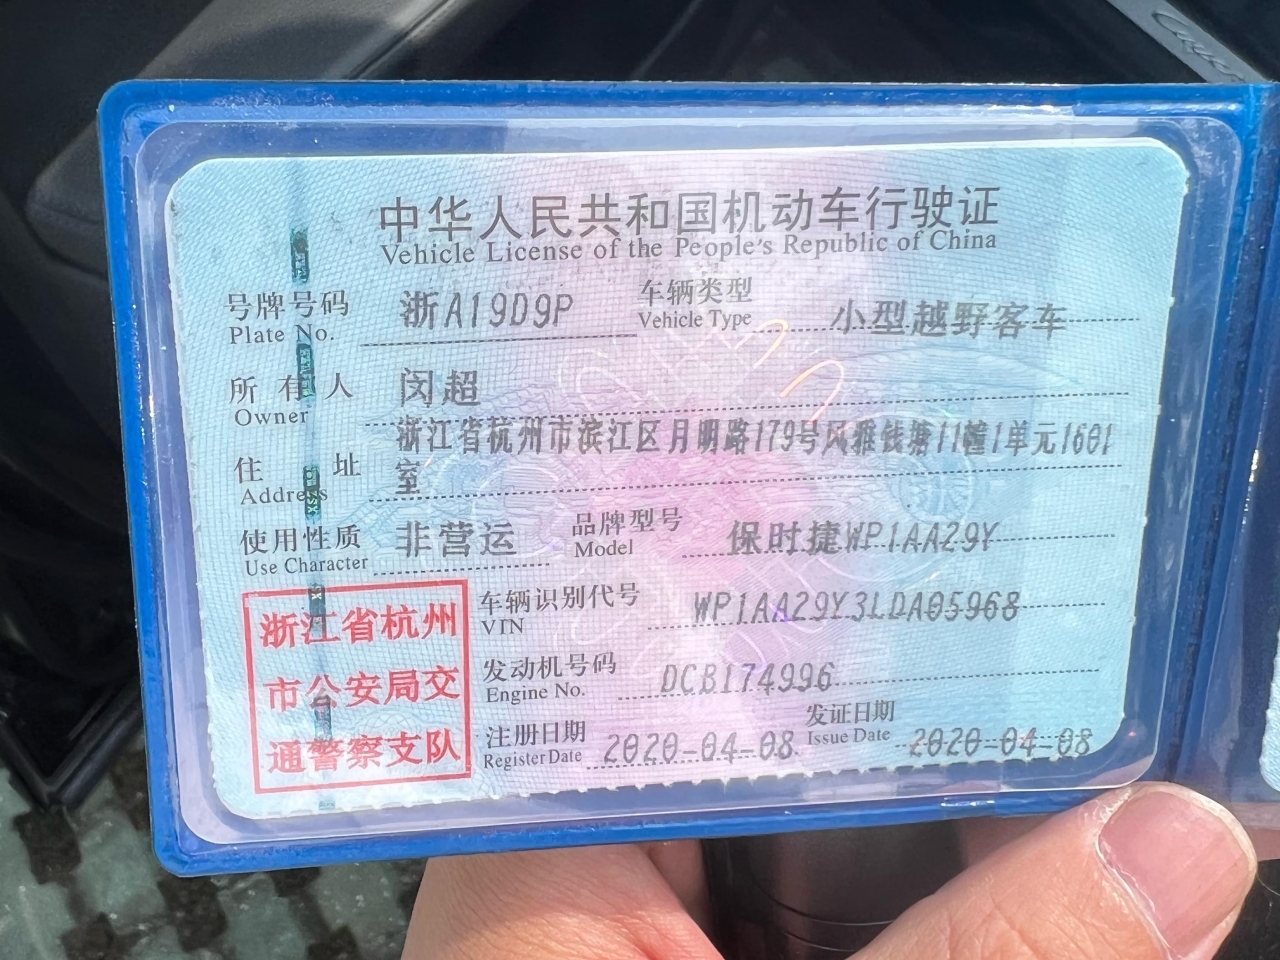 Cayenne
中华人民共和国机动车行驶证
Vehicle License of the People's Republic of China
号牌号码 浙A19D9P 车辆类型 小型越野客车
Plate No. Vehicle Type
所有人 闵超
Owner
浙江省杭州市滨江区月明路179号风雅钱塘11幢1单元1601
住址 室
Address
使用性质 非营运 品牌型号 保时捷WP1AA29Y
Use Character Model
浙江省杭州 车辆识别代号 WP1AA29Y3LDA05968
VIN
市公安局交 发动机号码 DCB174996
Engine No.
通警察支队 注册日期 2020-04-08 发证日期 2020-04-08
Register Date Issue Date